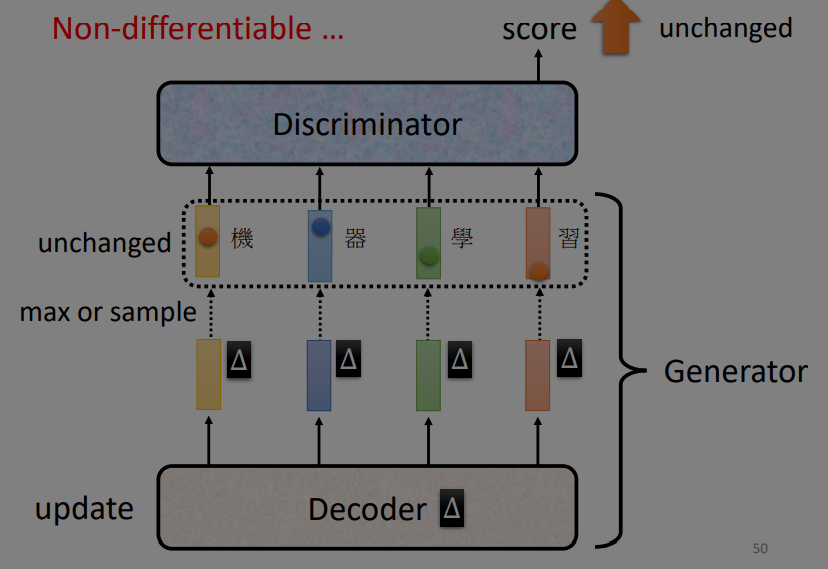 Non-differentiable ...
score
unchanged
Discriminator
unchanged
機
器
學
習
max or sample
Δ
Δ
Δ
Δ
Generator
update
Decoder Δ
50